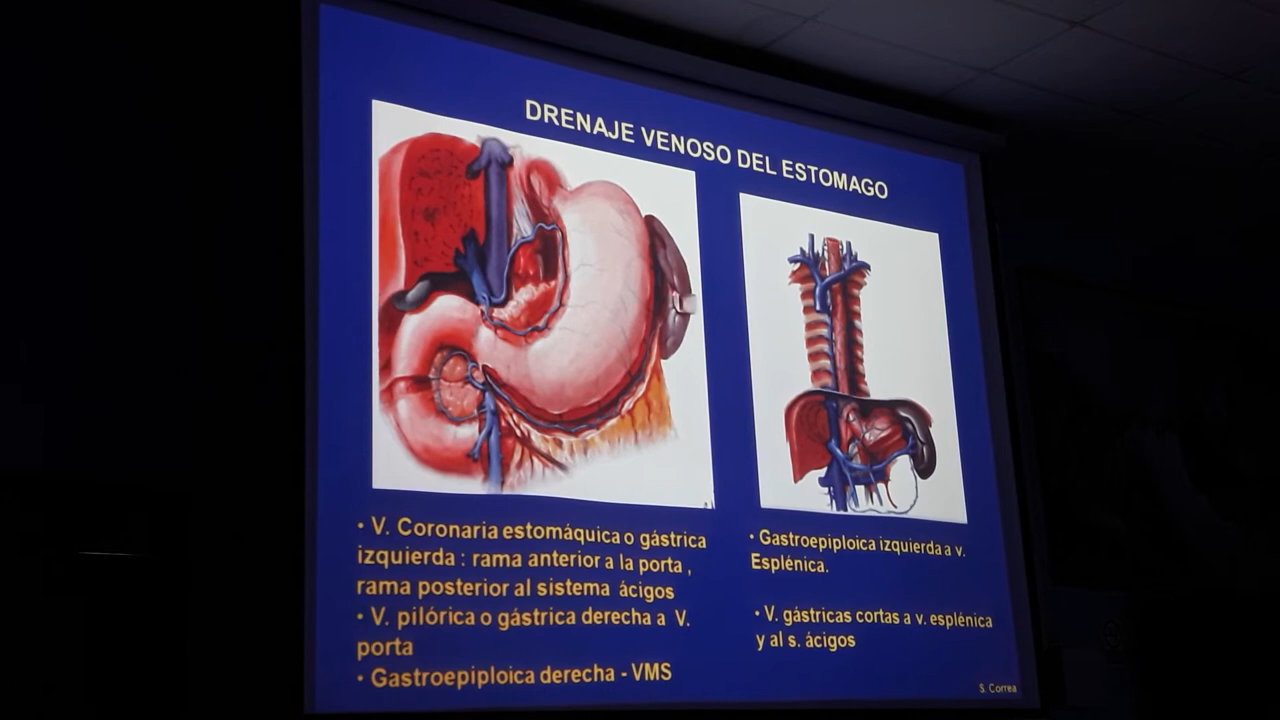 DRENAJE VENOSO DEL ESTOMAGO
• V. Coronaria estomáquica o gástrica
izquierda : rama anterior a la porta ,
rama posterior al sistema ácigos
• V. pilórica o gástrica derecha a V.
porta
• Gastroepiploica derecha - VMS
• Gastroepiploica izquierda a v.
Esplénica.
• V. gástricas cortas a v. esplénica
y al s. ácigos
S. Correa